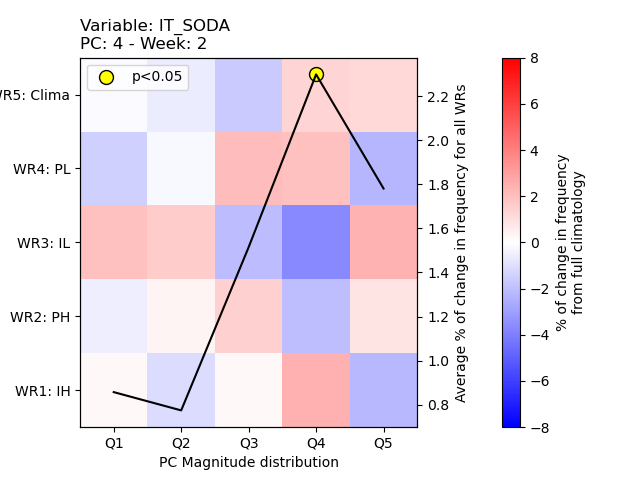 Variable: IT_SODA
PC: 4 - Week: 2
p<0.05
WR5: Clima
WR4: PL
WR3: IL
WR2: PH
WR1: IH
Q1 Q2 Q3 Q4 Q5
PC Magnitude distribution
2.2
2.0
1.8
1.6
1.4
1.2
1.0
0.8
Average % of change in frequency for all WRs
8
6
4
2
0
−2
−4
−6
−8
% of change in frequency
from full climatology